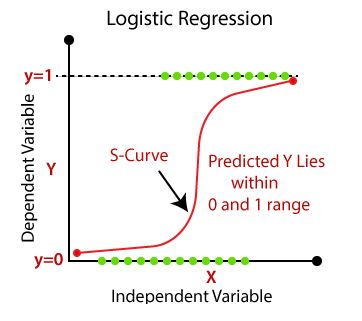 Logistic Regression
y=1
Dependent Variable
Y
S-Curve
Predicted Y Lies
within
0 and 1 range
y=0
X
Independent Variable